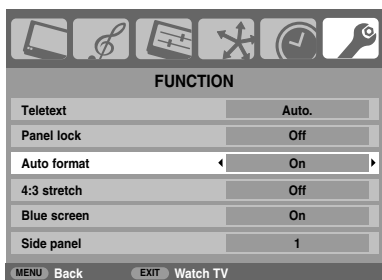 FUNCTION
Teletext Auto.
Panel lock Off
Auto format On
4:3 stretch Off
Blue screen On
Side panel 1
MENU Back EXIT Watch TV